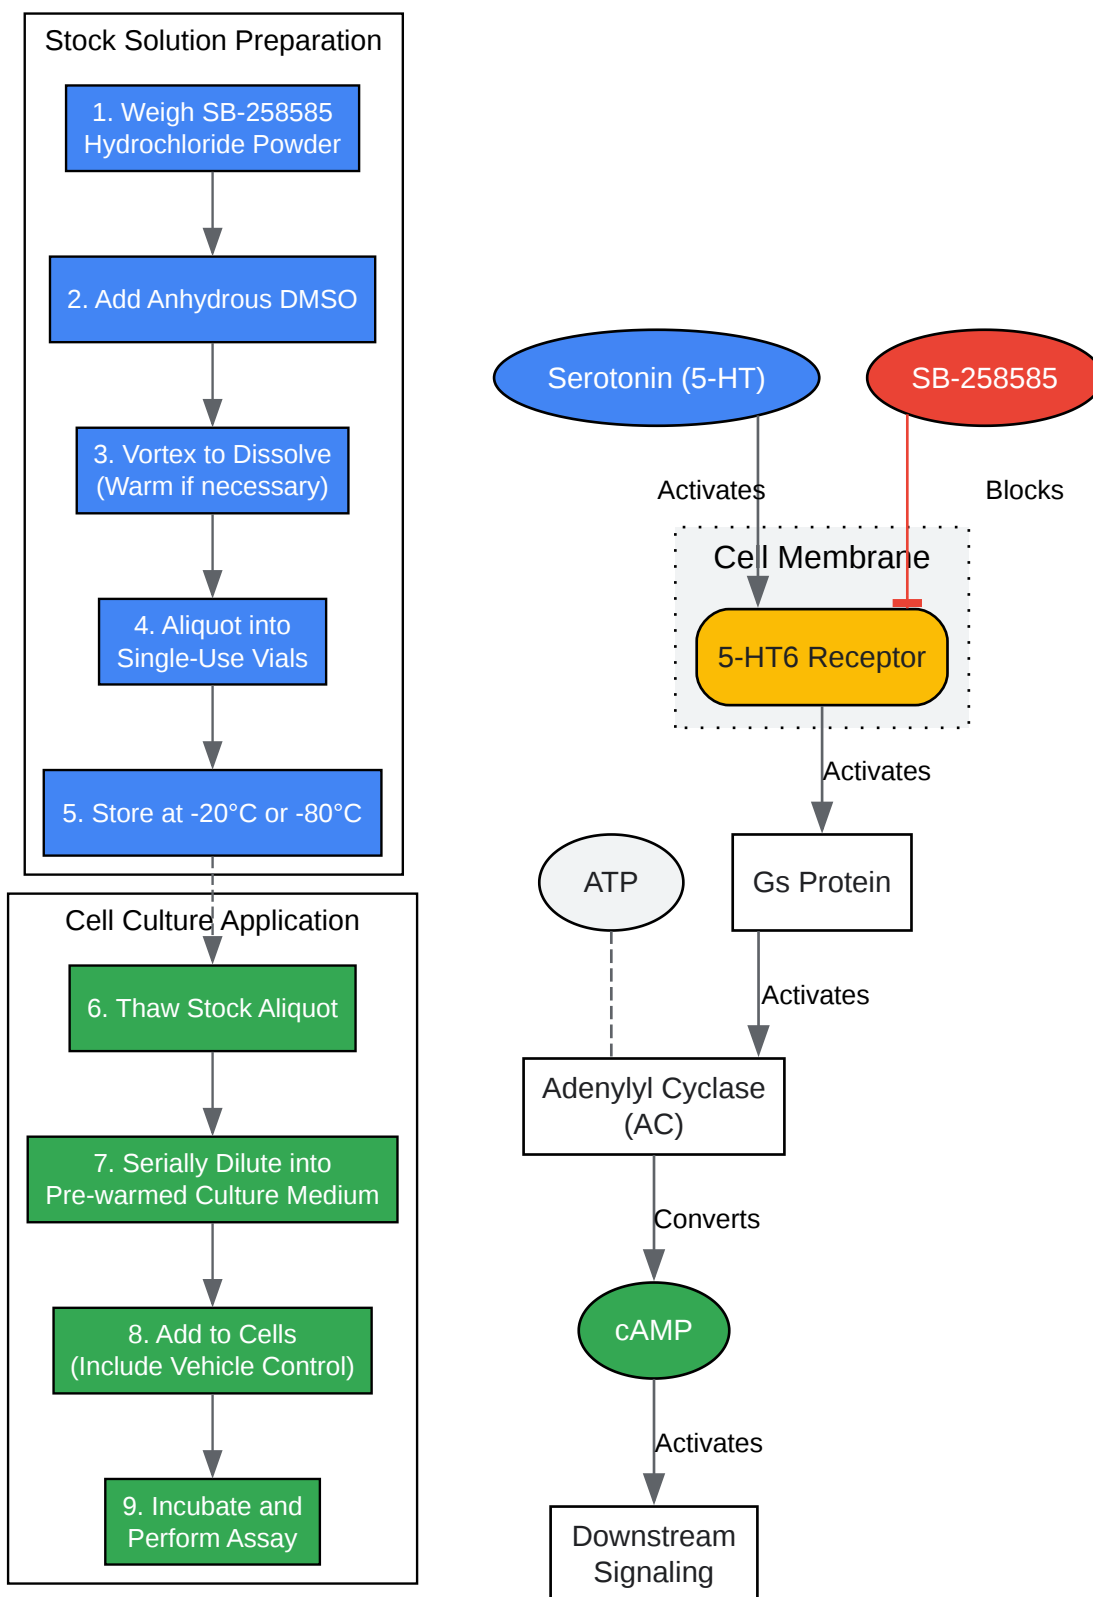 Stock Solution Preparation
1. Weigh SB-258585
Hydrochloride Powder
2. Add Anhydrous DMSO
3. Vortex to Dissolve
(Warm if necessary)
4. Aliquot into
Single-Use Vials
5. Store at -20°C or -80°C
Cell Culture Application
6. Thaw Stock Aliquot
7. Serially Dilute into
Pre-warmed Culture Medium
8. Add to Cells
(Include Vehicle Control)
9. Incubate and
Perform Assay
Serotonin (5-HT)
SB-258585
Activates
Blocks
Cell Membrane
5-HT6 Receptor
Activates
ATP
Gs Protein
Activates
Adenylyl Cyclase
(AC)
Converts
cAMP
Activates
Downstream
Signaling